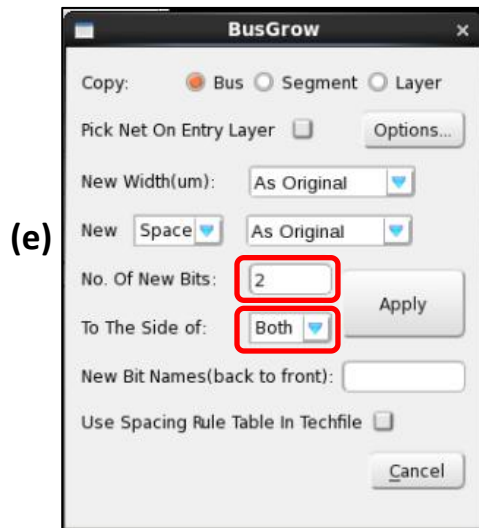 BusGrow ×
Copy: Bus Segment Layer
Pick Net On Entry Layer Options...
New Width(um): As Original
(e)
New Space As Original
No. Of New Bits: 2
Apply
To The Side of: Both
New Bit Names(back to front):
Use Spacing Rule Table In Techfile
Cancel